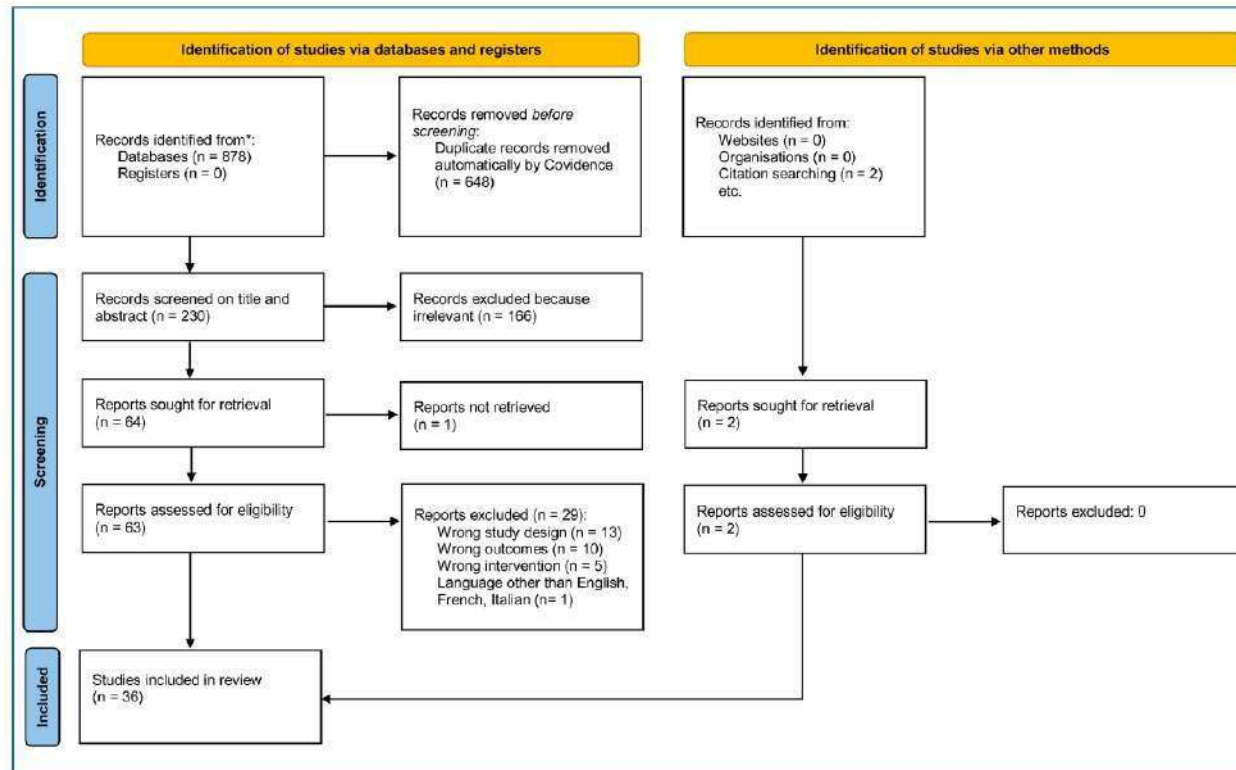 Identification of studies via databases and registers
Identification of studies via other methods
Identification
Records identified from*:
Databases (n = 878)
Registers (n = 0)
Records removed before
screening:
Duplicate records removed
automatically by Covidence
(n = 648)
Records identified from:
Websites (n = 0)
Organisations (n = 0)
Citation searching (n = 2)
etc.
Screening
Records screened on title and
abstract (n = 230)
Records excluded because
irrelevant (n = 166)
Reports sought for retrieval
(n = 64)
Reports not retrieved
(n = 1)
Reports sought for retrieval
(n = 2)
Reports assessed for eligibility
(n = 63)
Reports excluded (n = 29):
Wrong study design (n = 13)
Wrong outcomes (n = 10)
Wrong intervention (n = 5)
Language other than English,
French, Italian (n= 1)
Reports assessed for eligibility
(n = 2)
Reports excluded: 0
Included
Studies included in review
(n = 36)